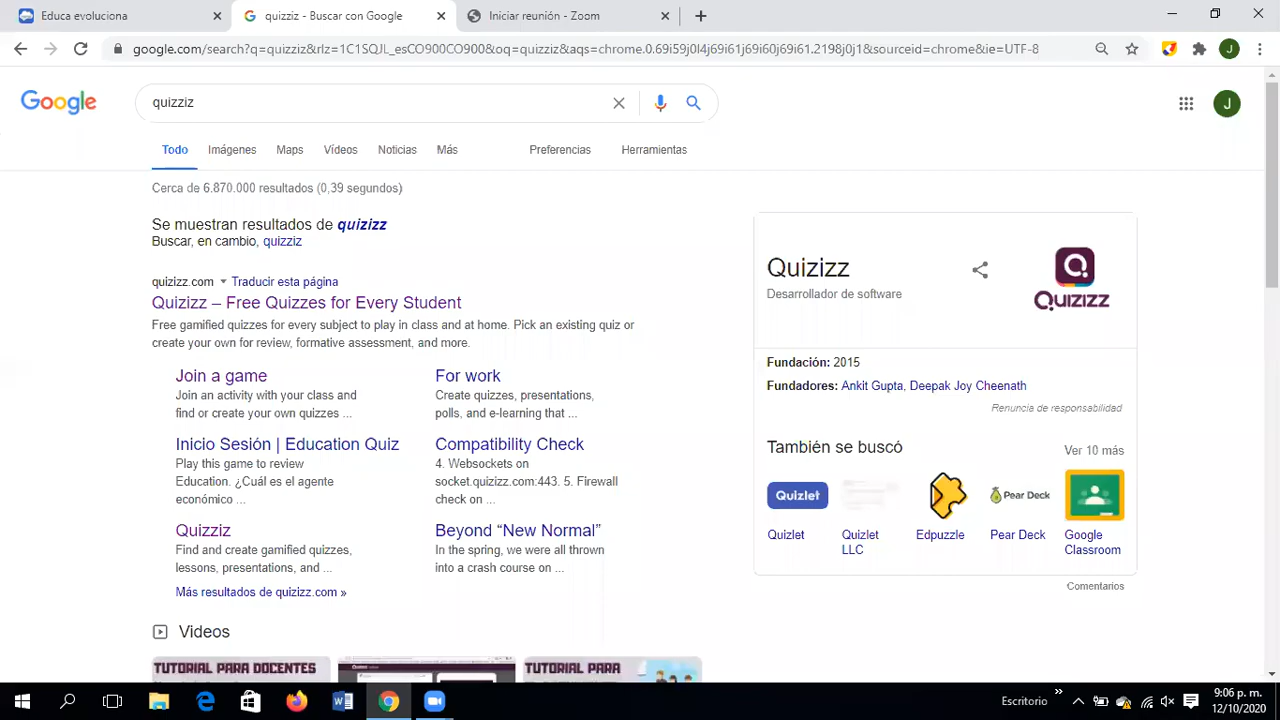 Educa evoluciona
quizziz - Buscar con Google
Iniciar reunión - Zoom
google.com/search?q=quizziz&rlz=1C1SQJL_esCO900CO900&oq=quizziz&aqs=chrome.0.69i59j0l4j69i61j69i60j69i61.2198j0j1&sourceid=chrome&ie=UTF-8
J
Google
quizziz
J
Todo
Imágenes
Maps
Vídeos
Noticias
Más
Preferencias
Herramientas
Cerca de 6.870.000 resultados (0,39 segundos)
Se muestran resultados de quizizz
Buscar, en cambio, quizziz
quizizz.com Traducir esta página
Quizizz – Free Quizzes for Every Student
Free gamified quizzes for every subject to play in class and at home. Pick an existing quiz or
create your own for review, formative assessment, and more.
Join a game
Join an activity with your class and
find or create your own quizzes ...
For work
Create quizzes, presentations,
polls, and e-learning that ...
Inicio Sesión | Education Quiz
Play this game to review
Education. ¿Cuál es el agente
económico ...
Compatibility Check
4. Websockets on
socket.quizizz.com:443. 5. Firewall
check on ...
Quizziz
Find and create gamified quizzes,
lessons, presentations, and ...
Beyond “New Normal”
In the spring, we were all thrown
into a crash course on ...
Más resultados de quizizz.com »
Videos
TUTORIAL PARA DOCENTES
TUTORIAL PARA
Quizizz
Desarrollador de software
Quizizz
Fundación: 2015
Fundadores: Ankit Gupta, Deepak Joy Cheenath
Renuncia de responsabilidad
También se buscó
Ver 10 más
Quizlet
Pear Deck
Quizlet
Quizlet
LLC
Edpuzzle
Pear Deck
Google
Classroom
Comentarios
Escritorio
9:06 p. m.
12/10/2020